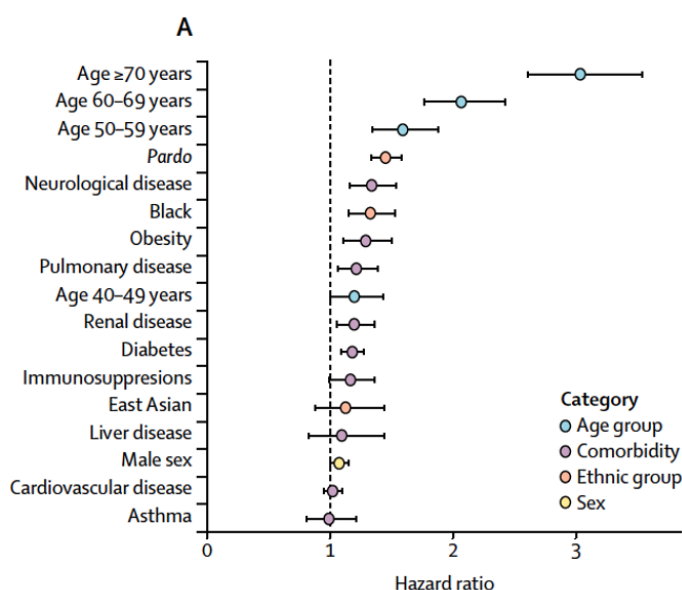 A
Age ≥70 years
Age 60–69 years
Age 50–59 years
Pardo
Neurological disease
Black
Obesity
Pulmonary disease
Age 40–49 years
Renal disease
Diabetes
Immunosuppresions
East Asian
Liver disease
Male sex
Cardiovascular disease
Asthma
Category
Age group
Comorbidity
Ethnic group
Sex
0 1 2 3
Hazard ratio